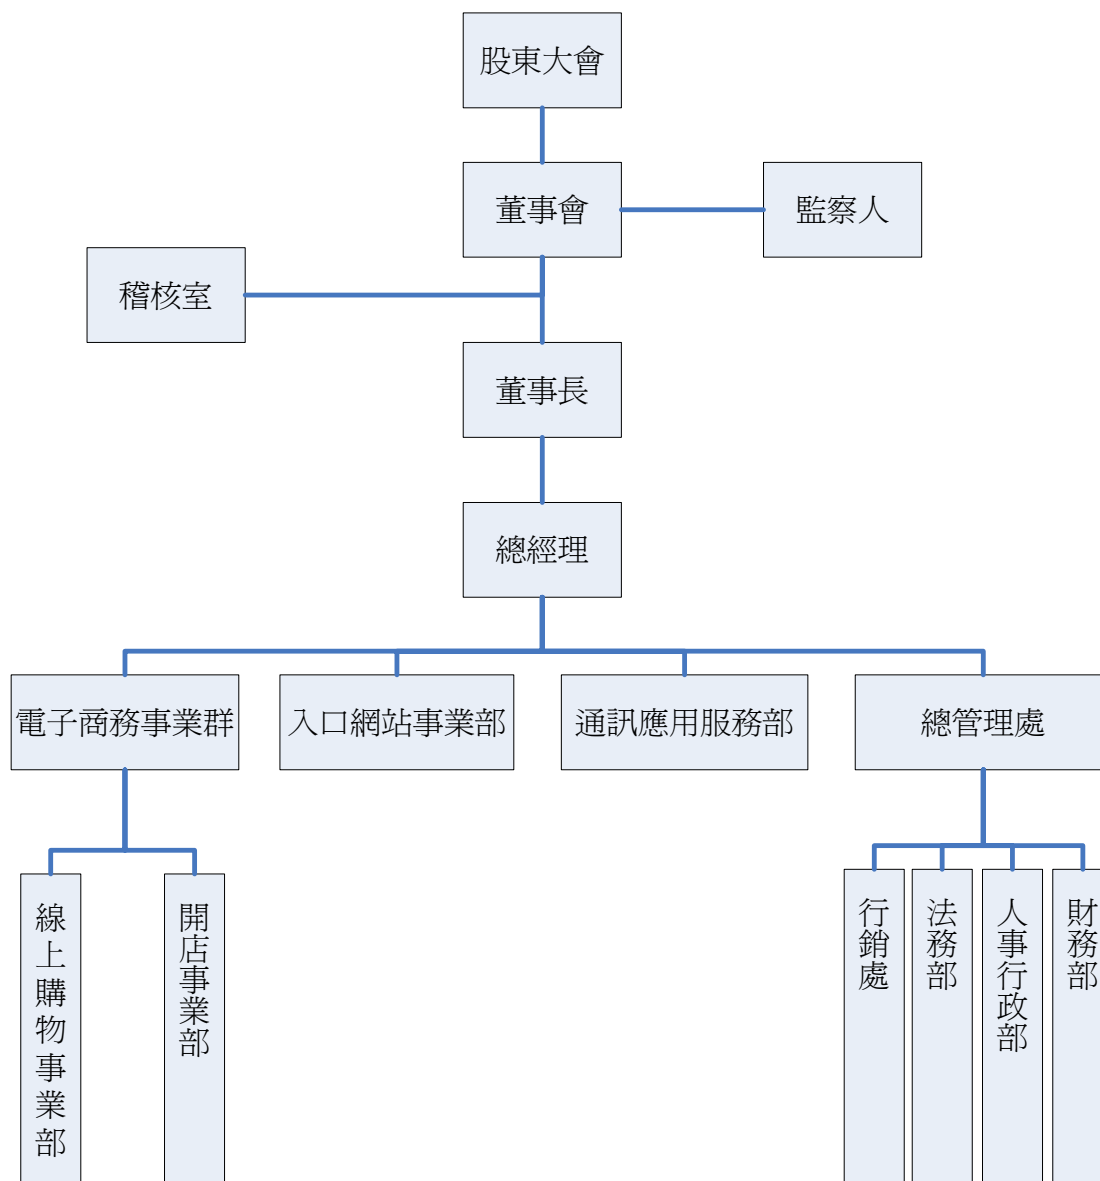 股東大會
董事會
監察人
稽核室
董事長
總經理
電子商務事業群
入口網站事業部
通訊應用服務部
總管理處
線上購物事業部
開店事業部
行銷處
法務部
人事行政部
財務部